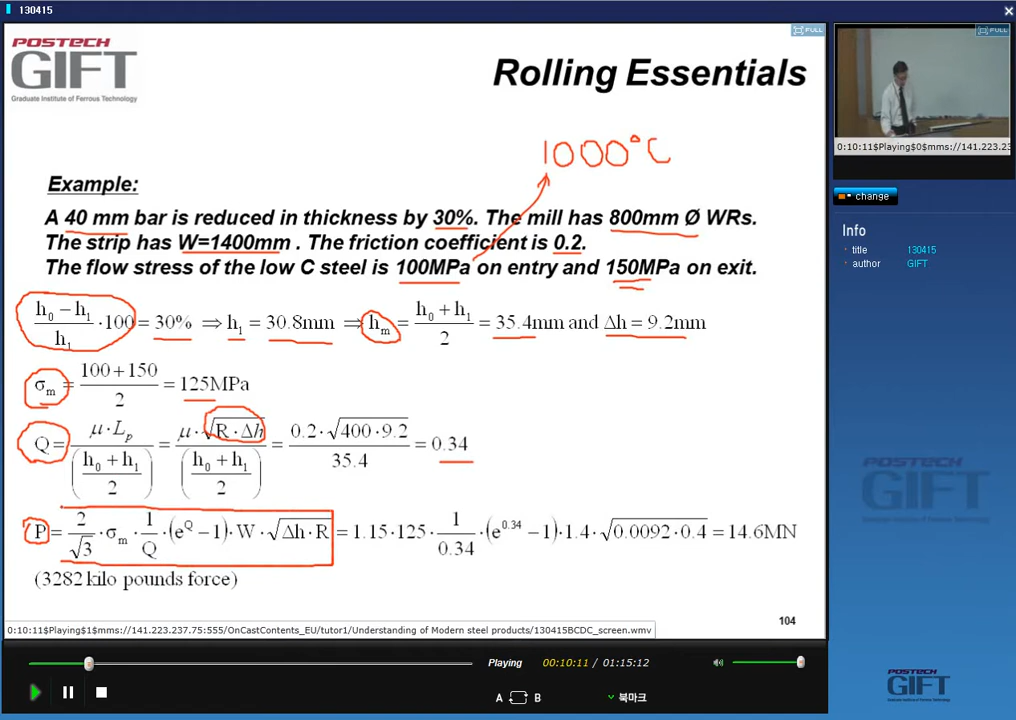 130415
POSTECH
GIFT
Graduate Institute of Ferrous Technology
FULL
Rolling Essentials
1000°C
Example:
A 40 mm bar is reduced in thickness by 30%. The mill has 800mm Ø WRs.
The strip has W=1400mm . The friction coefficient is 0.2.
The flow stress of the low C steel is 100MPa on entry and 150MPa on exit.
(h₀ − h₁)/h₁ · 100 = 30% ⇒ h₁ = 30.8mm ⇒ hₘ = (h₀ + h₁)/2 = 35.4mm and Δh = 9.2mm
σₘ = (100 + 150)/2 = 125MPa
Q = μ · Lₚ/((h₀ + h₁)/2) = μ · √(R · Δh)/((h₀ + h₁)/2) = 0.2 · √(400 · 9.2)/35.4 = 0.34
P = 2/√3 · σₘ · 1/Q · (e^Q − 1) · W · √(Δh · R) = 1.15 · 125 · 1/0.34 · (e^0.34 − 1) · 1.4 · √(0.0092 · 0.4) = 14.6MN
(3282 kilo pounds force)
104
0:10:11$Playing$1$mms://141.223.237.75:555/OnCastContents_EU/tutor1/Understanding of Modern steel products/130415BCDC_screen.wmv
Playing 00:10:11 / 01:15:12
A B 북마크
FULL
0:10:11$Playing$0$mms://141.223.23
change
Info
title 130415
author GIFT
POSTECH
GIFT
POSTECH
GIFT